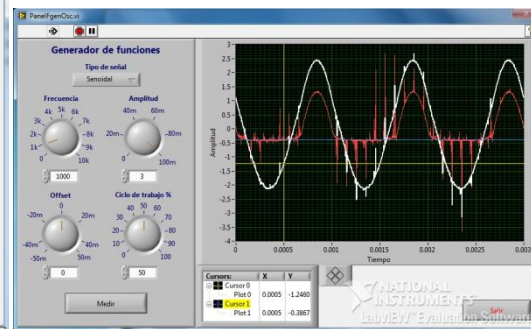 PanelFgenOsc.vi
Generador de funciones
Tipo de señal
Senoidal
Frecuencia
4k 5k 6k
3k 7k
2k 8k
1k 9k
0 10k
1000
Amplitud
40m 60m
20m 80m
0 100m
3
Offset
0
-20m 20m
-40m 40m
-50m 50m
0
Ciclo de trabajo %
40 50 60
30 70
20 80
10 90
0 100
50
Medir
Amplitud
3
2.5
2
1.5
1
0.5
0
-0.5
-1
-1.5
-2
-2.5
-3
-3.5
-4
0 0.0005 0.001 0.0015 0.002 0.0025 0.003
Tiempo
Cursors: X Y
Cursor 0
Plot 0 0.0005 -1.2460
Cursor 1
Plot 1 0.0005 -0.3867
NATIONAL
INSTRUMENTS
LabVIEW Evaluation Software
Salir